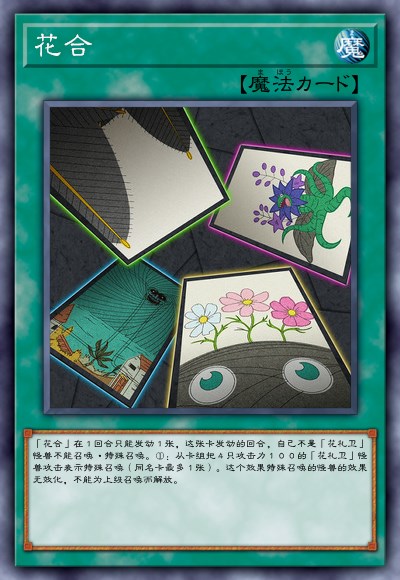 花合
魔
【魔法カード】
ま ほう
「花合」在1回合只能发动1张，这张卡发动的回合，自己不是「花札卫」
怪兽不能召唤·特殊召唤。①：从卡组把4只攻击力100的「花札卫」怪
兽攻击表示特殊召唤（同名卡最多1张）。这个效果特殊召唤的怪兽的效果
无效化，不能为上级召唤而解放。